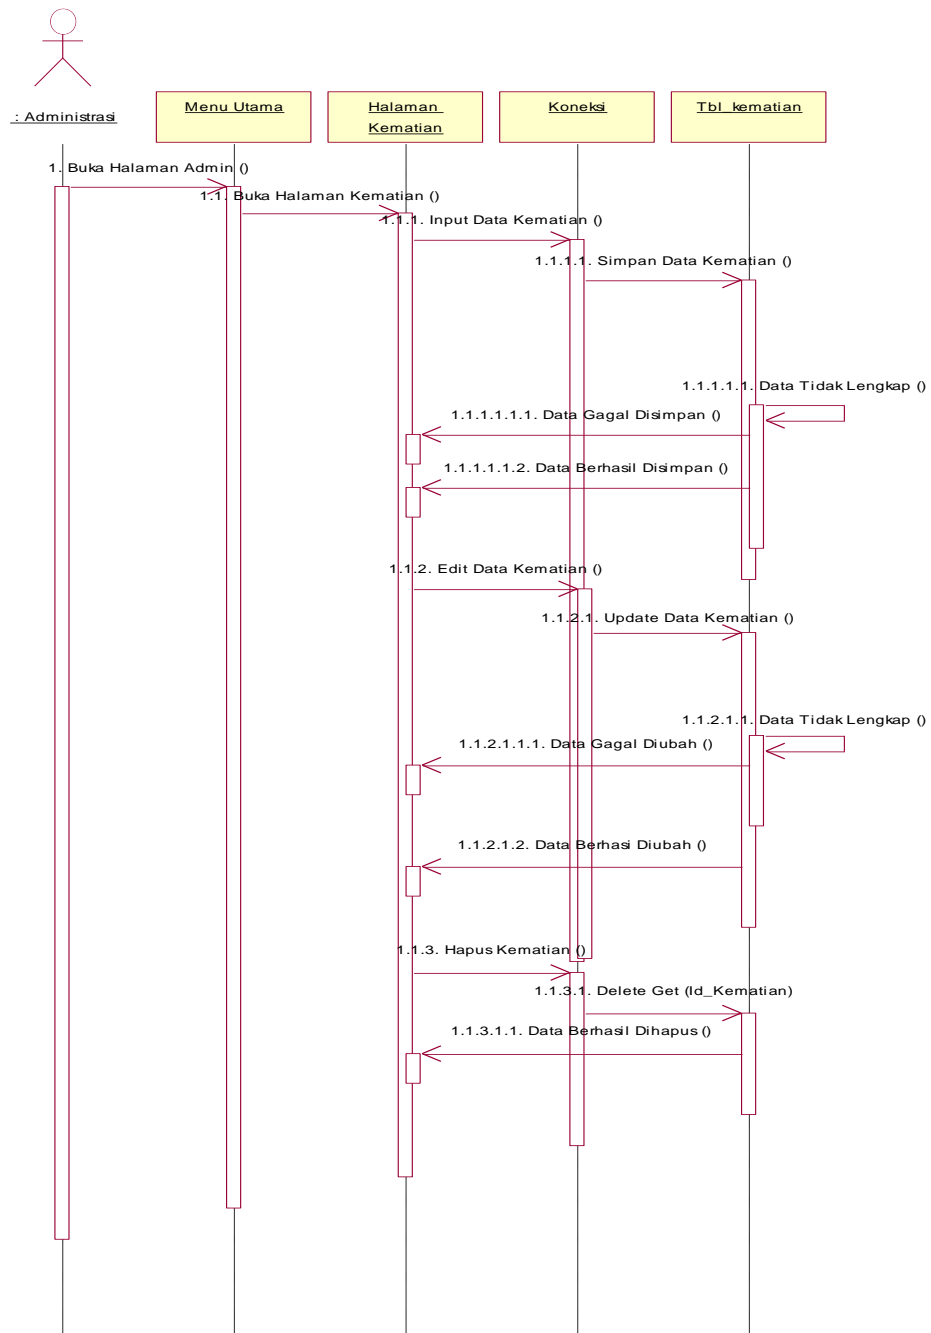 : Administrasi
Menu Utama
Halaman
Kematian
Koneksi
Tbl_kematian
1. Buka Halaman Admin ()
1.1. Buka Halaman Kematian ()
1.1.1. Input Data Kematian ()
1.1.1.1. Simpan Data Kematian ()
1.1.1.1.1. Data Tidak Lengkap ()
1.1.1.1.1.1. Data Gagal Disimpan ()
1.1.1.1.1.2. Data Berhasil Disimpan ()
1.1.2. Edit Data Kematian ()
1.1.2.1. Update Data Kematian ()
1.1.2.1.1. Data Tidak Lengkap ()
1.1.2.1.1.1. Data Gagal Diubah ()
1.1.2.1.2. Data Berhasi Diubah ()
1.1.3. Hapus Kematian ()
1.1.3.1. Delete Get (Id_Kematian)
1.1.3.1.1. Data Berhasil Dihapus ()